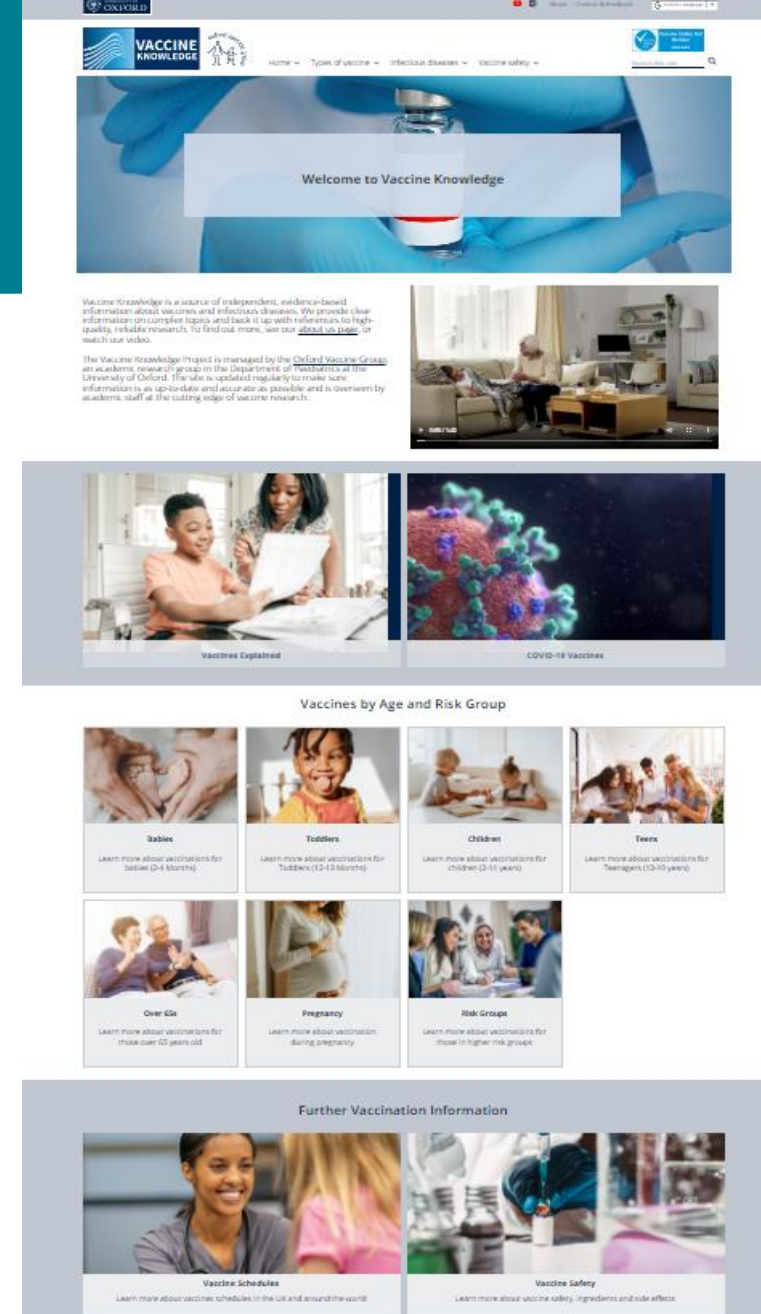 OXFORD
About
Contact & Feedback
VACCINE
KNOWLEDGE
Home
Types of vaccine
Infectious diseases
Vaccine safety
Search this site
Welcome to Vaccine Knowledge
Vaccine Knowledge is a source of independent, evidence-based
information about vaccines and infectious diseases. We provide clear
information on complex topics and back it up with references to high-
quality, reliable research. To find out more, see our about us page, or
watch our video.
The Vaccine Knowledge Project is managed by the Oxford Vaccine Group,
an academic research group in the Department of Paediatrics at the
University of Oxford. The site is updated regularly to make sure
information is as up-to-date and accurate as possible and is overseen by
academic staff at the cutting edge of vaccine research.
Vaccines Explained
COVID-19 Vaccines
Vaccines by Age and Risk Group
Babies
Learn more about vaccinations for
babies (2-4 Months)
Toddlers
Learn more about vaccinations for
Toddlers (12-13 Months)
Children
Learn more about vaccinations for
children (2-11 years)
Teens
Learn more about vaccinations for
Teenagers
Over 65s
Learn more about vaccinations for
those over 65 years old
Pregnancy
Learn more about vaccination
during pregnancy
Risk Groups
Learn more about vaccinations for
those in higher risk groups
Further Vaccination Information
Vaccine Schedules
Learn more about vaccines schedules in the UK and around the world
Vaccine Safety
Learn more about vaccine safety, ingredients and side effects